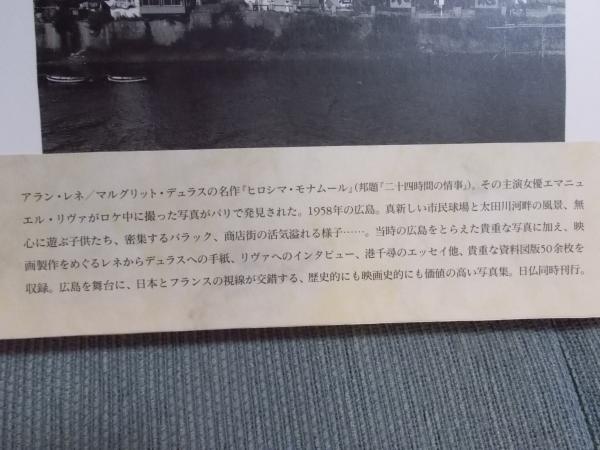 アラン・レネ／マルグリット・デュラスの名作『ヒロシマ・モナムール』（邦題『二十四時間の情事』）。その主演女優エマニュ
エル・リヴァがロケ中に撮った写真がパリで発見された。1958年の広島。真新しい市民球場と太田川河畔の風景、無
心に遊ぶ子供たち、密集するバラック、商店街の活気溢れる様子……。当時の広島をとらえた貴重な写真に加え、映
画製作をめぐるレネからデュラスへの手紙、リヴァへのインタビュー、港千尋のエッセイ他、貴重な資料図版50余枚を
収録。広島を舞台に、日本とフランスの視線が交錯する、歴史的にも映画史的にも価値の高い写真集。日仏同時刊行。